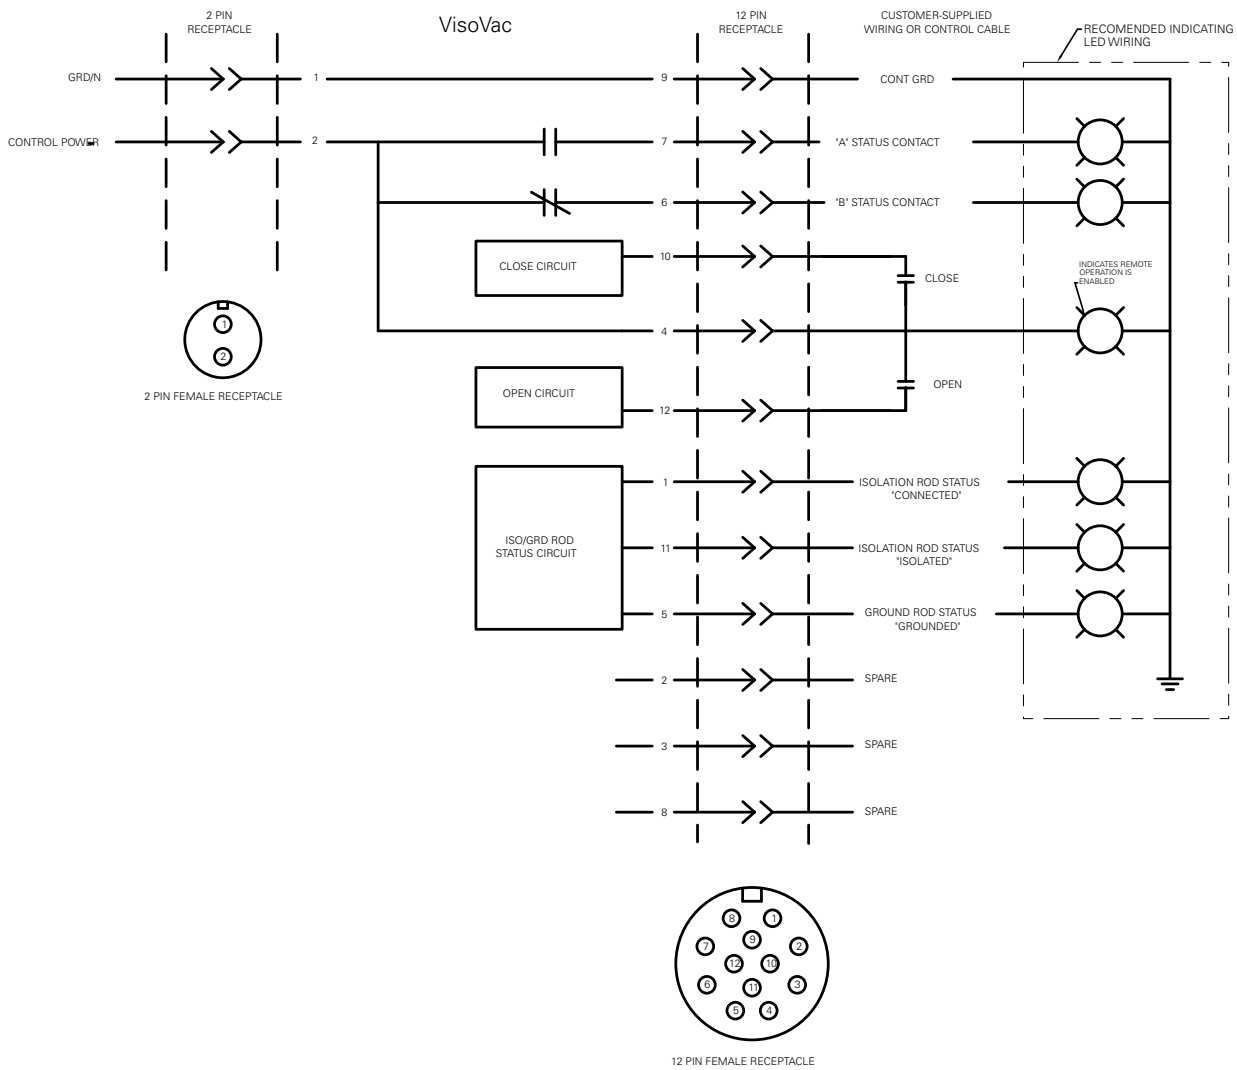 2 PIN
RECEPTACLE
VisoVac
12 PIN
RECEPTACLE
CUSTOMER-SUPPLIED
WIRING OR CONTROL CABLE
RECOMENDED INDICATING
LED WIRING
GRD/N
1
9
CONT GRD
CONTROL POWER
2
7
"A" STATUS CONTACT
6
"B" STATUS CONTACT
CLOSE CIRCUIT
10
CLOSE
INDICATES REMOTE
OPERATION IS
ENABLED
4
OPEN CIRCUIT
OPEN
12
1
2
2 PIN FEMALE RECEPTACLE
ISO/GRD ROD
STATUS CIRCUIT
1
ISOLATION ROD STATUS
"CONNECTED"
11
ISOLATION ROD STATUS
"ISOLATED"
5
GROUND ROD STATUS
"GROUNDED"
2
SPARE
3
SPARE
8
SPARE
8
1
9
7
2
12
10
6
11
3
5
4
12 PIN FEMALE RECEPTACLE